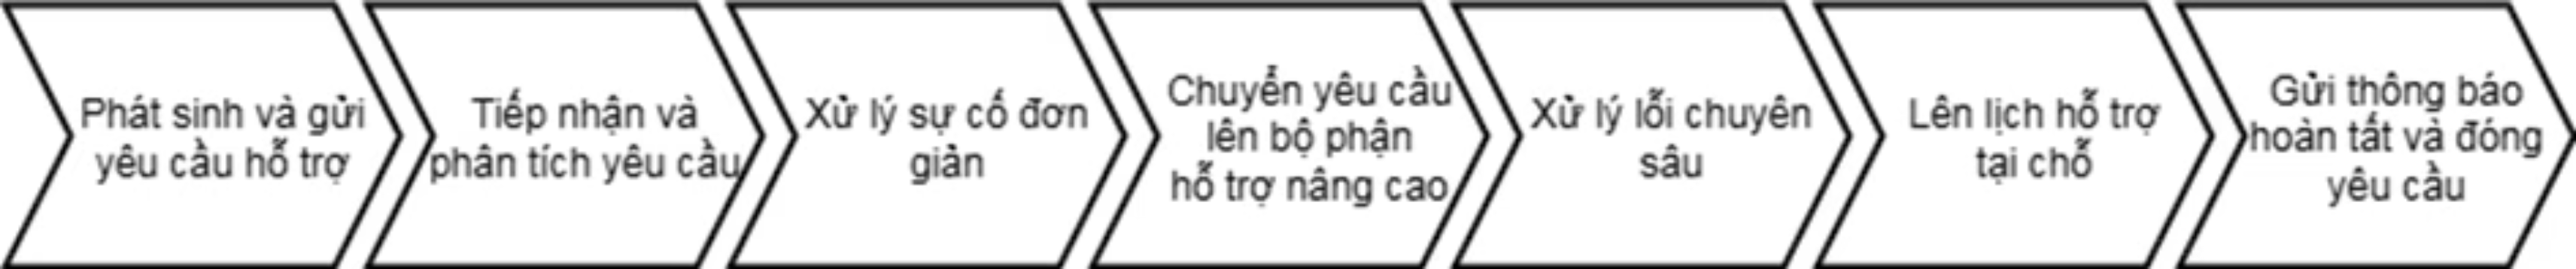 Phát sinh và gửi
yêu cầu hỗ trợ
Tiếp nhận và
phân tích yêu cầu
Xử lý sự cố đơn
giản
Chuyển yêu cầu
lên bộ phận
hỗ trợ nâng cao
Xử lý lỗi chuyên
sâu
Lên lịch hỗ trợ
tại chỗ
Gửi thông báo
hoàn tất và đóng
yêu cầu